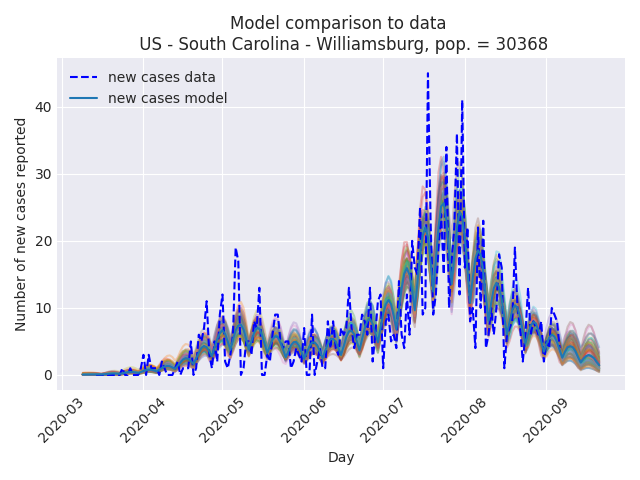 Model comparison to data
US - South Carolina - Williamsburg, pop. = 30368
new cases data
new cases model
Number of new cases reported
40
30
20
10
0
2020-03
2020-04
2020-05
2020-06
2020-07
2020-08
2020-09
Day